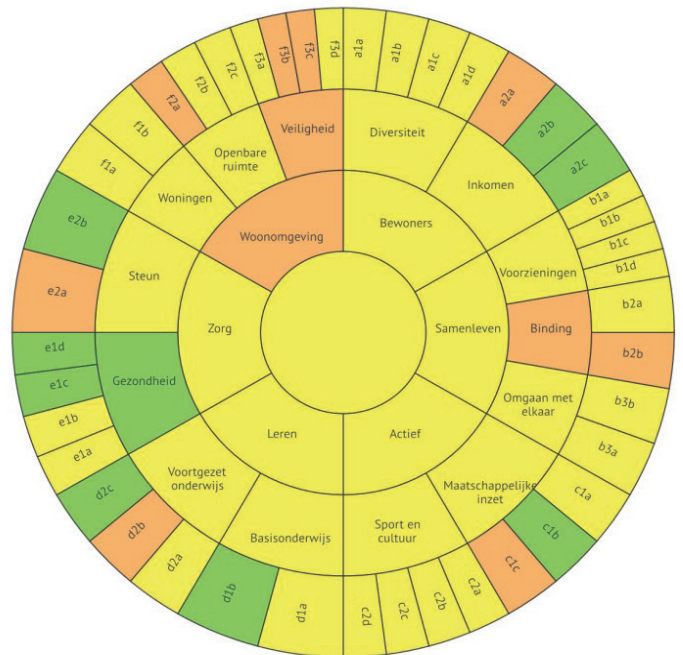 Woonomgeving
Bewoners
Samenleven
Actief
Leren
Zorg
Veiligheid
Diversiteit
Inkomen
Voorzieningen
Binding
Omgaan met
elkaar
Maatschappelijke
inzet
Sport en
cultuur
Basisonderwijs
Voortgezet
onderwijs
Gezondheid
Steun
Woningen
Openbare
ruimte
a1a
a1b
a1c
a1d
a2a
a2b
a2c
b1a
b1b
b1c
b1d
b2a
b2b
b3b
b3a
c1a
c1b
c1c
c2a
c2b
c2c
c2d
d1a
d1b
d2a
d2b
d2c
e1a
e1b
e1c
e1d
e2a
e2b
f1a
f1b
f2a
f2b
f2c
f3a
f3b
f3c
f3d